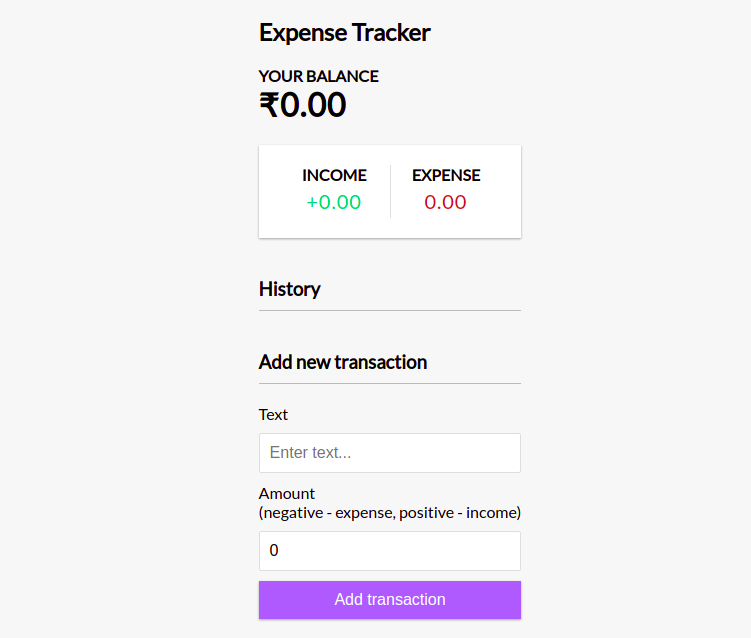 Expense Tracker
YOUR BALANCE
₹0.00
INCOME EXPENSE
+0.00 0.00
History
Add new transaction
Text
Enter text...
Amount
(negative - expense, positive - income)
0
Add transaction